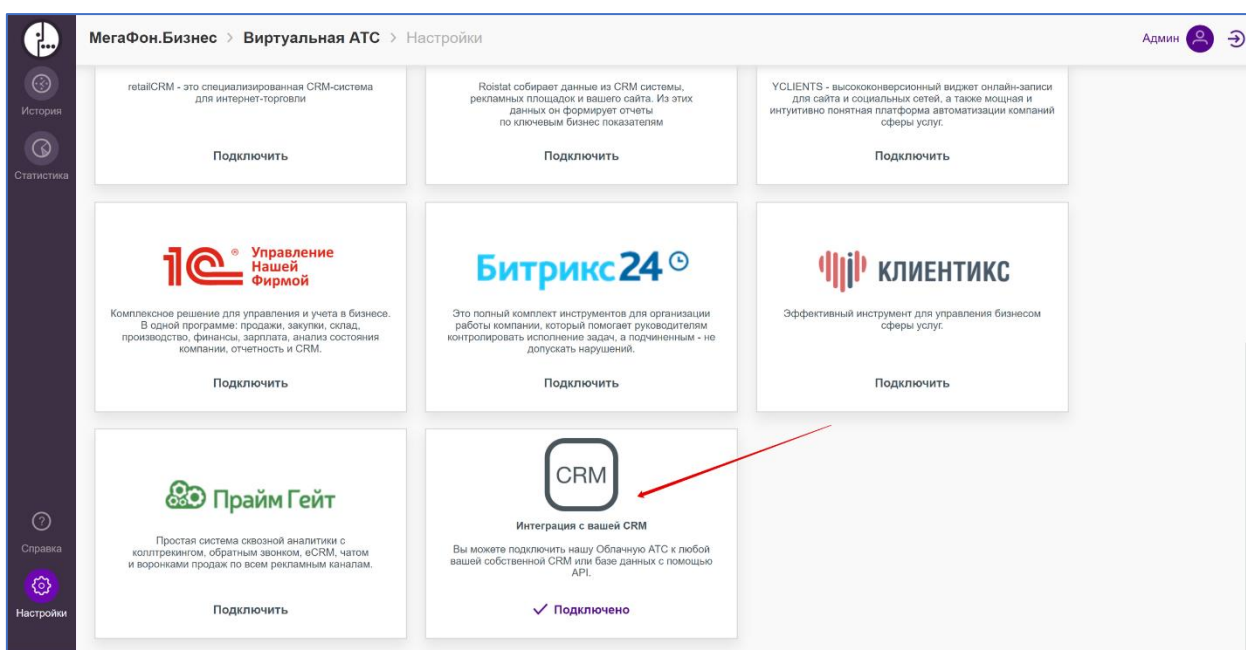 МегаФон.Бизнес > Виртуальная АТС > Настройки
Админ
История
Статистика
Справка
Настройки
retailCRM - это специализированная CRM-система
для интернет-торговли
Подключить
Roistat собирает данные из CRM системы,
рекламных площадок и вашего сайта. Из этих
данных он формирует отчеты
по ключевым бизнес показателям
Подключить
YCLIENTS - высококонверсионный виджет онлайн-записи
для сайта и социальных сетей, а также мощная и
интуитивно понятная платформа автоматизации компаний
сферы услуг.
Подключить
1С® Управление
Нашей
Фирмой
Комплексное решение для управления и учета в бизнесе.
В одной программе: продажи, закупки, склад,
производство, финансы, зарплата, анализ состояния
компании, отчетность и CRM.
Подключить
Битрикс24
Это полный комплект инструментов для организации
работы компании, который помогает руководителям
контролировать исполнение задач, а подчиненным - не
допускать нарушений.
Подключить
КЛИЕНТИКС
Эффективный инструмент для управления бизнесом
сферы услуг.
Подключить
Прайм Гейт
Простая система сквозной аналитики с
коллтрекингом, обратным звонком, eCRM, чатом
и воронками продаж по всем рекламным каналам.
Подключить
CRM
Интеграция с вашей CRM
Вы можете подключить нашу Облачную АТС к любой
вашей собственной CRM или базе данных с помощью
API.
Подключено